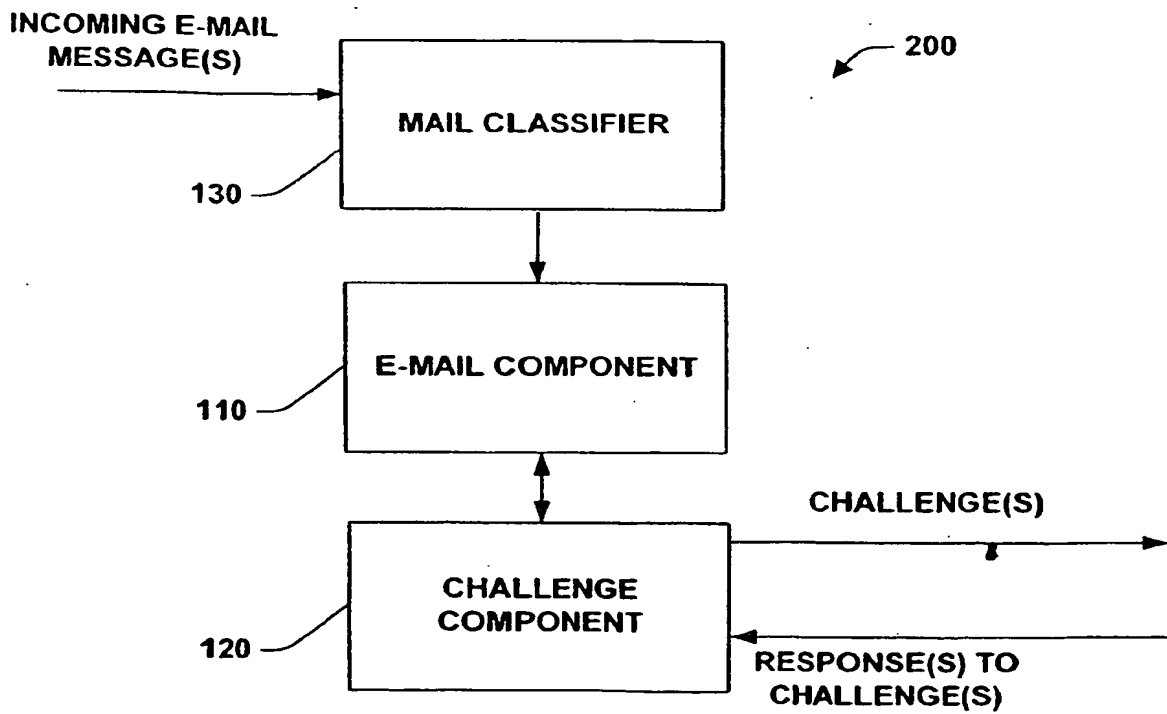 INCOMING E-MAIL
MESSAGE(S)
200
MAIL CLASSIFIER
130
E-MAIL COMPONENT
110
CHALLENGE(S)
CHALLENGE
COMPONENT
120
RESPONSE(S) TO
CHALLENGE(S)